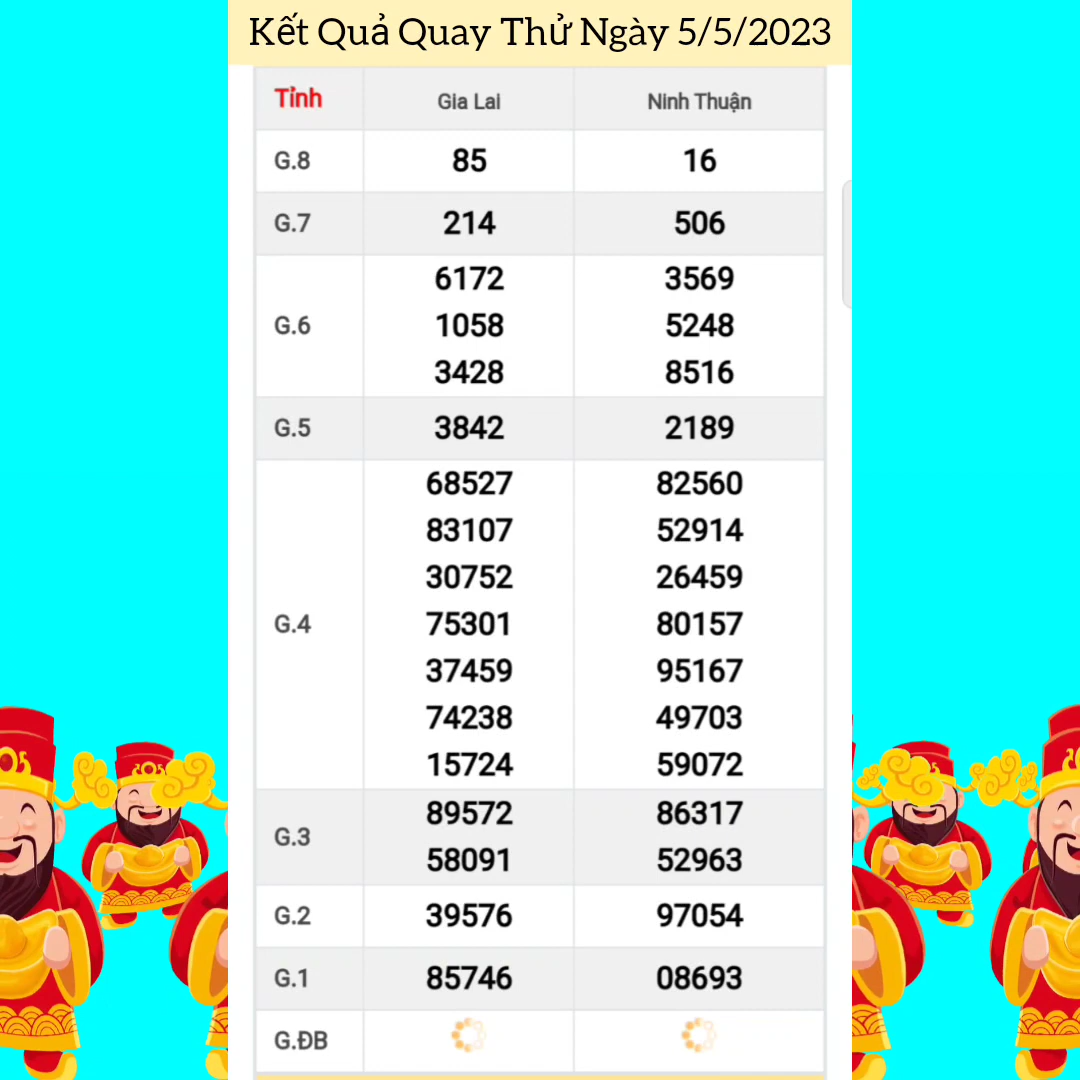 Kết Quả Quay Thử Ngày 5/5/2023
Tỉnh Gia Lai Ninh Thuận
G.8 85 16
G.7 214 506
6172 3569
G.6 1058 5248
3428 8516
G.5 3842 2189
68527 82560
83107 52914
30752 26459
G.4 75301 80157
37459 95167
74238 49703
15724 59072
G.3
89572 86317
58091 52963
G.2 39576 97054
G.1 85746 08693
G.ĐB